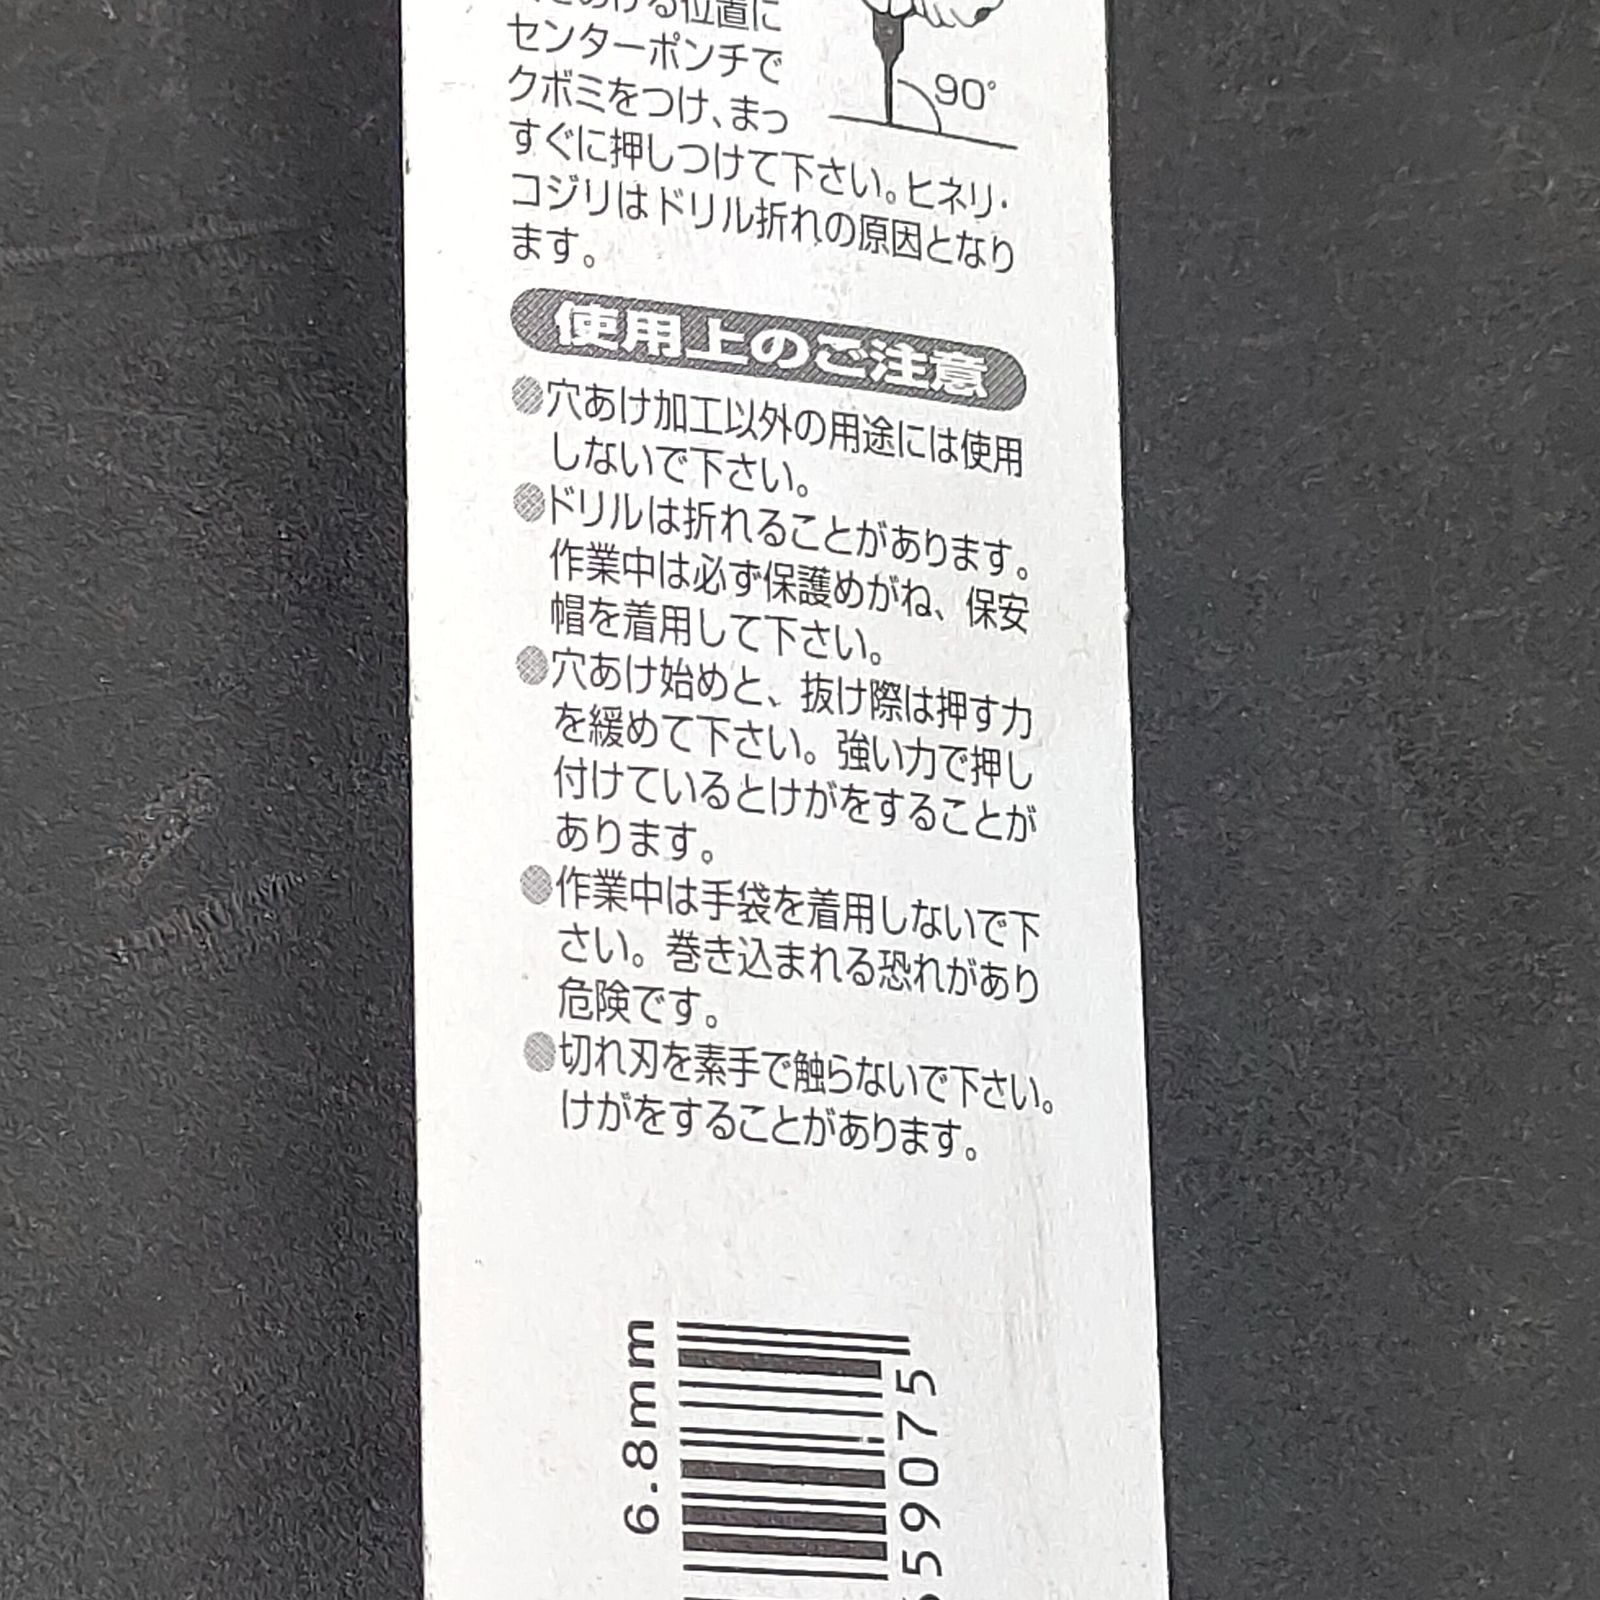 あける位置に
センターポンチで
クボミをつけ、まっ
90°
すぐに押しつけて下さい。ヒネリ・
コジリはドリル折れの原因となり
ます。
使用上のご注意
●穴あけ加工以外の用途には使用
しないで下さい。
●ドリルは折れることがあります。
作業中は必ず保護めがね、保安
帽を着用して下さい。
●穴あけ始めと、抜け際は押す力
を緩めて下さい。強い力で押し
付けているとけがをすることが
あります。
●作業中は手袋を着用しないで下
さい。巻き込まれる恐れがあり
危険です。
●切れ刃を素手で触らないで下さい。
けがをすることがあります。
6.8mm
59075